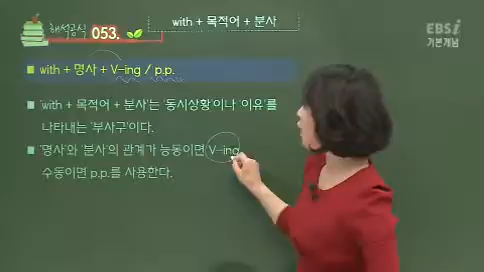 해석공식 053.
with + 목적어 + 분사
EBSi
기본개념
with + 명사 + V-ing / p.p.
'with + 목적어 + 분사'는 '동시상황'이나 '이유'를
나타내는 '부사구'이다.
'명사'와 '분사'의 관계가 능동이면 V-ing
수동이면 p.p.를 사용한다.